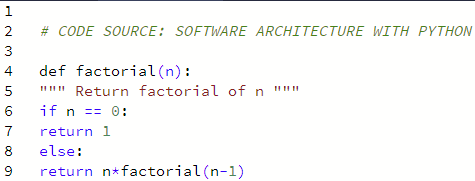 1
2 # CODE SOURCE: SOFTWARE ARCHITECTURE WITH PYTHON
3
4 def factorial(n):
5 """ Return factorial of n """
6 if n == 0:
7 return 1
8 else:
9 return n*factorial(n-1)